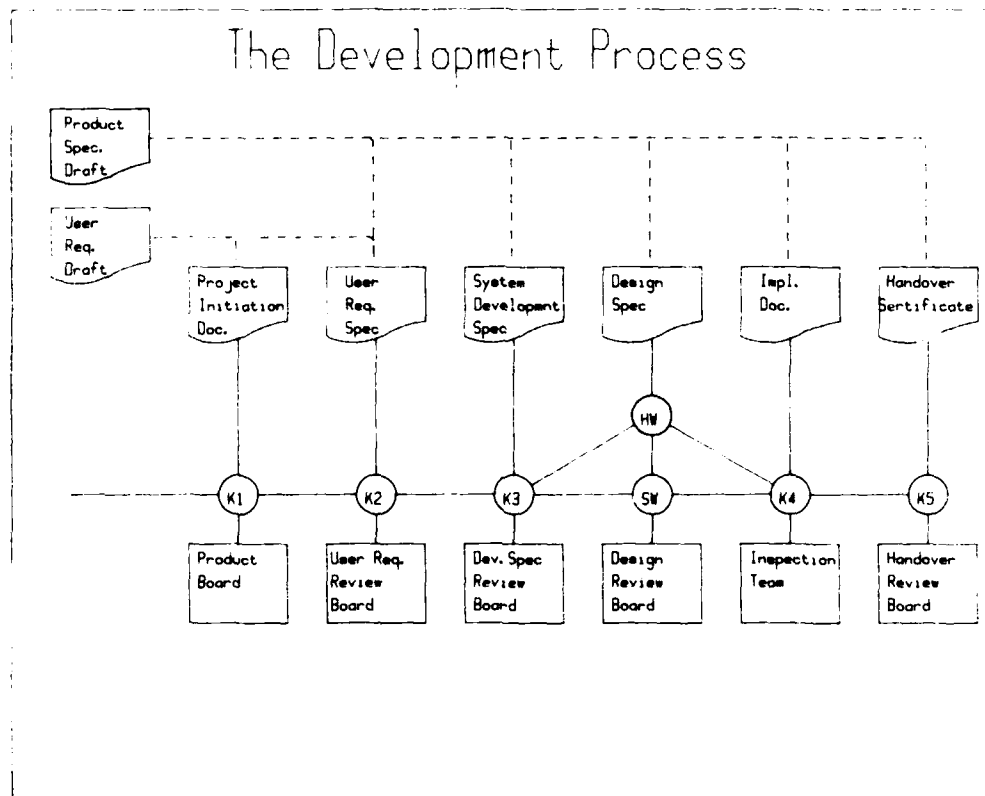 The Development Process
Product
Spec.
Draft
User
Req.
Draft
Project
Initiation
Doc.
User
Req.
Spec
System
Development
Spec
Design
Spec
Impl.
Doc.
Handover
Sertificate
HW
K1
K2
K3
SW
K4
K5
Product
Board
User Req.
Review
Board
Dev. Spec
Review
Board
Design
Review
Board
Inspection
Team
Handover
Review
Board